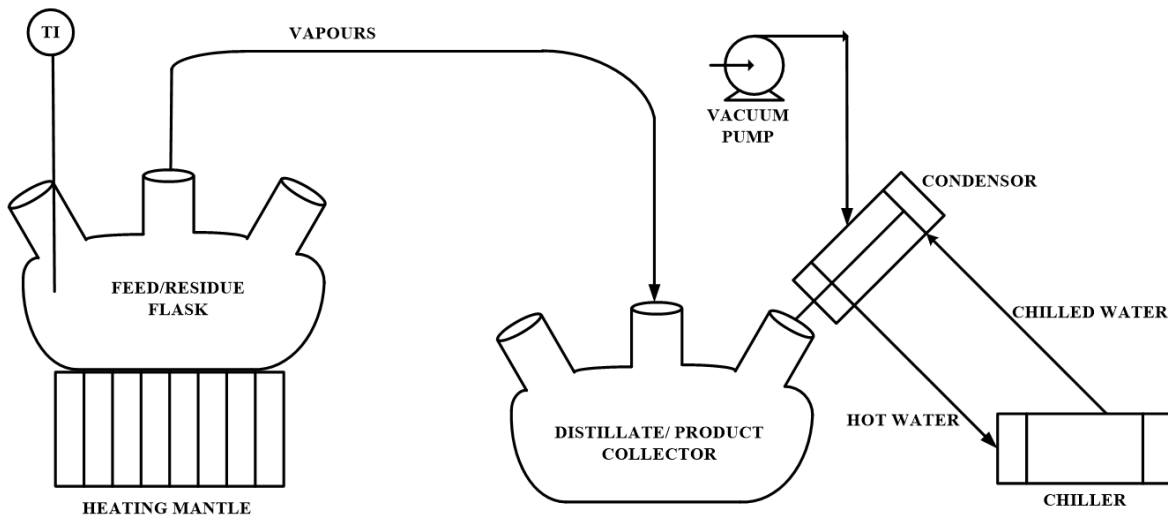 TI
VAPOURS
VACUUM
PUMP
CONDENSOR
FEED/RESIDUE
FLASK
CHILLED WATER
HOT WATER
DISTILLATE/ PRODUCT
COLLECTOR
HEATING MANTLE
CHILLER